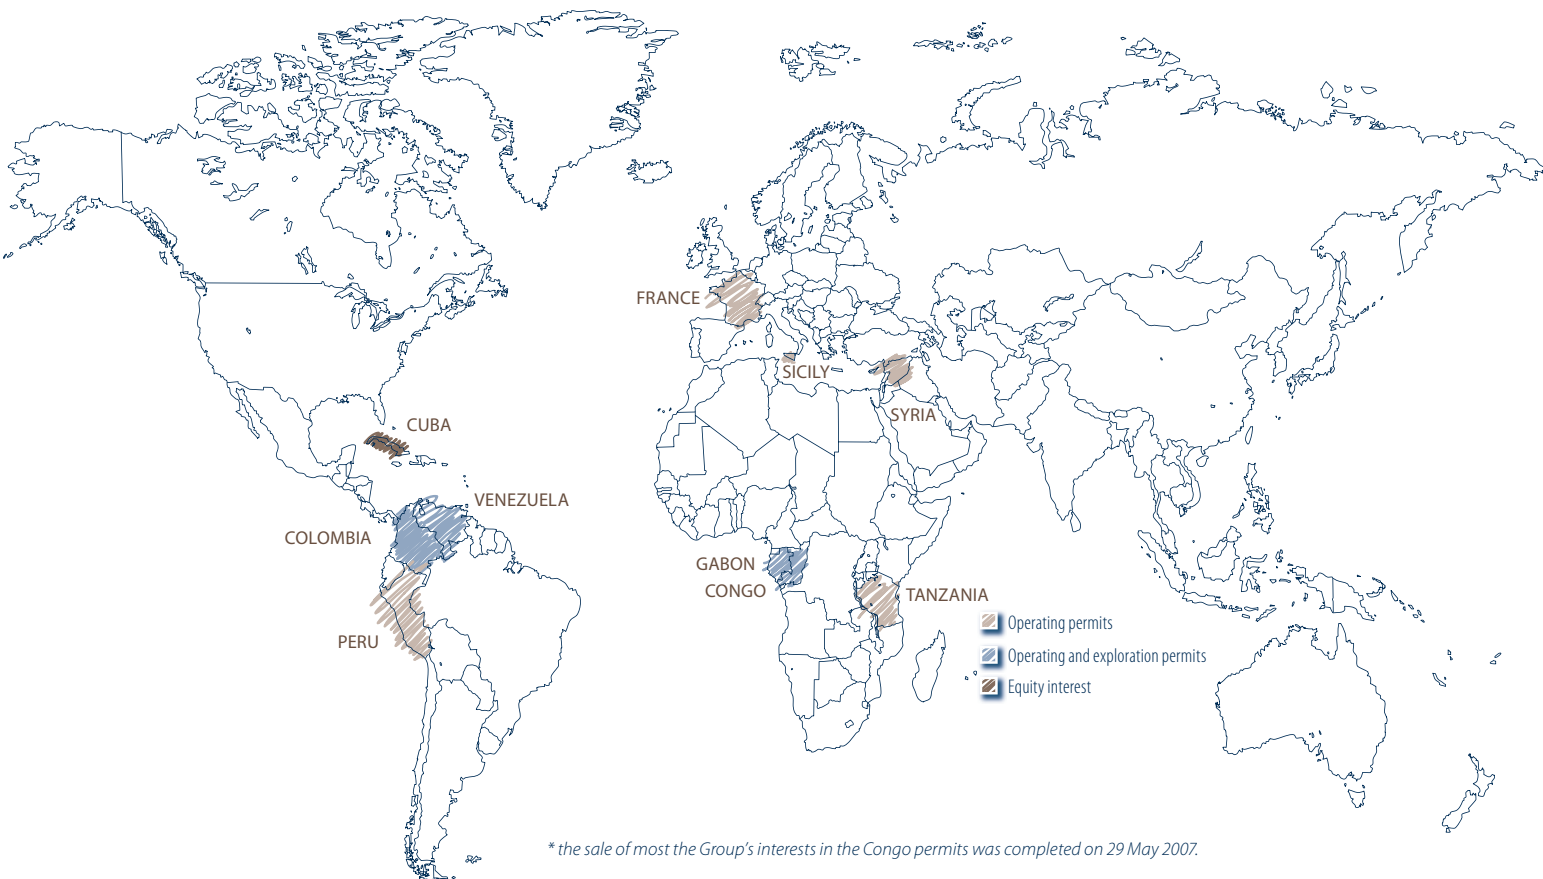 FRANCE
SICILY
SYRIA
CUBA
VENEZUELA
COLOMBIA
GABON
CONGO
TANZANIA
PERU
Operating permits
Operating and exploration permits
Equity interest
* the sale of most the Group's interests in the Congo permits was completed on 29 May 2007.